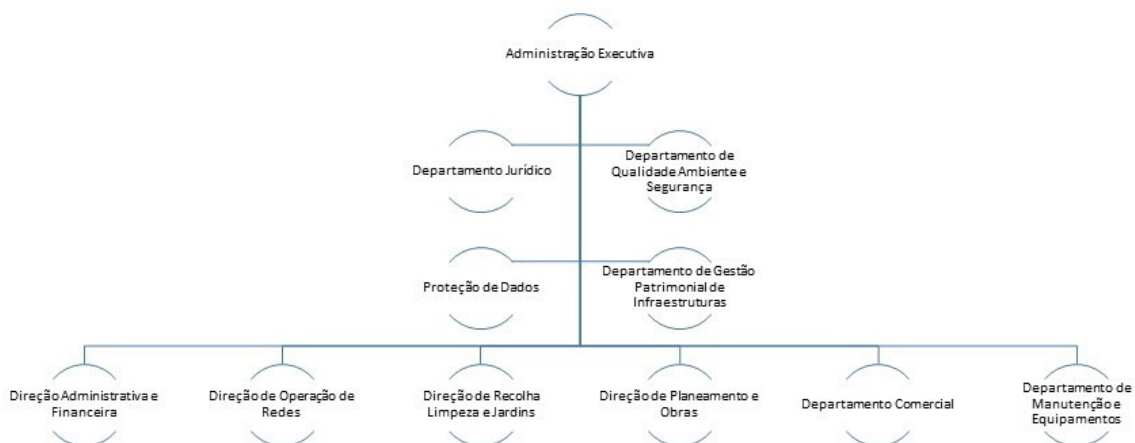 Administração Executiva
Departamento Jurídico
Departamento de
Qualidade Ambiente e
Segurança
Proteção de Dados
Departamento de Gestão
Patrimonial de
Infraestruturas
Direção Administrativa e
Financeira
Direção de Operação de
Redes
Direção de Recolha
Limpeza e Jardins
Direção de Planeamento e
Obras
Departamento Comercial
Departamento de
Manutenção e
Equipamentos